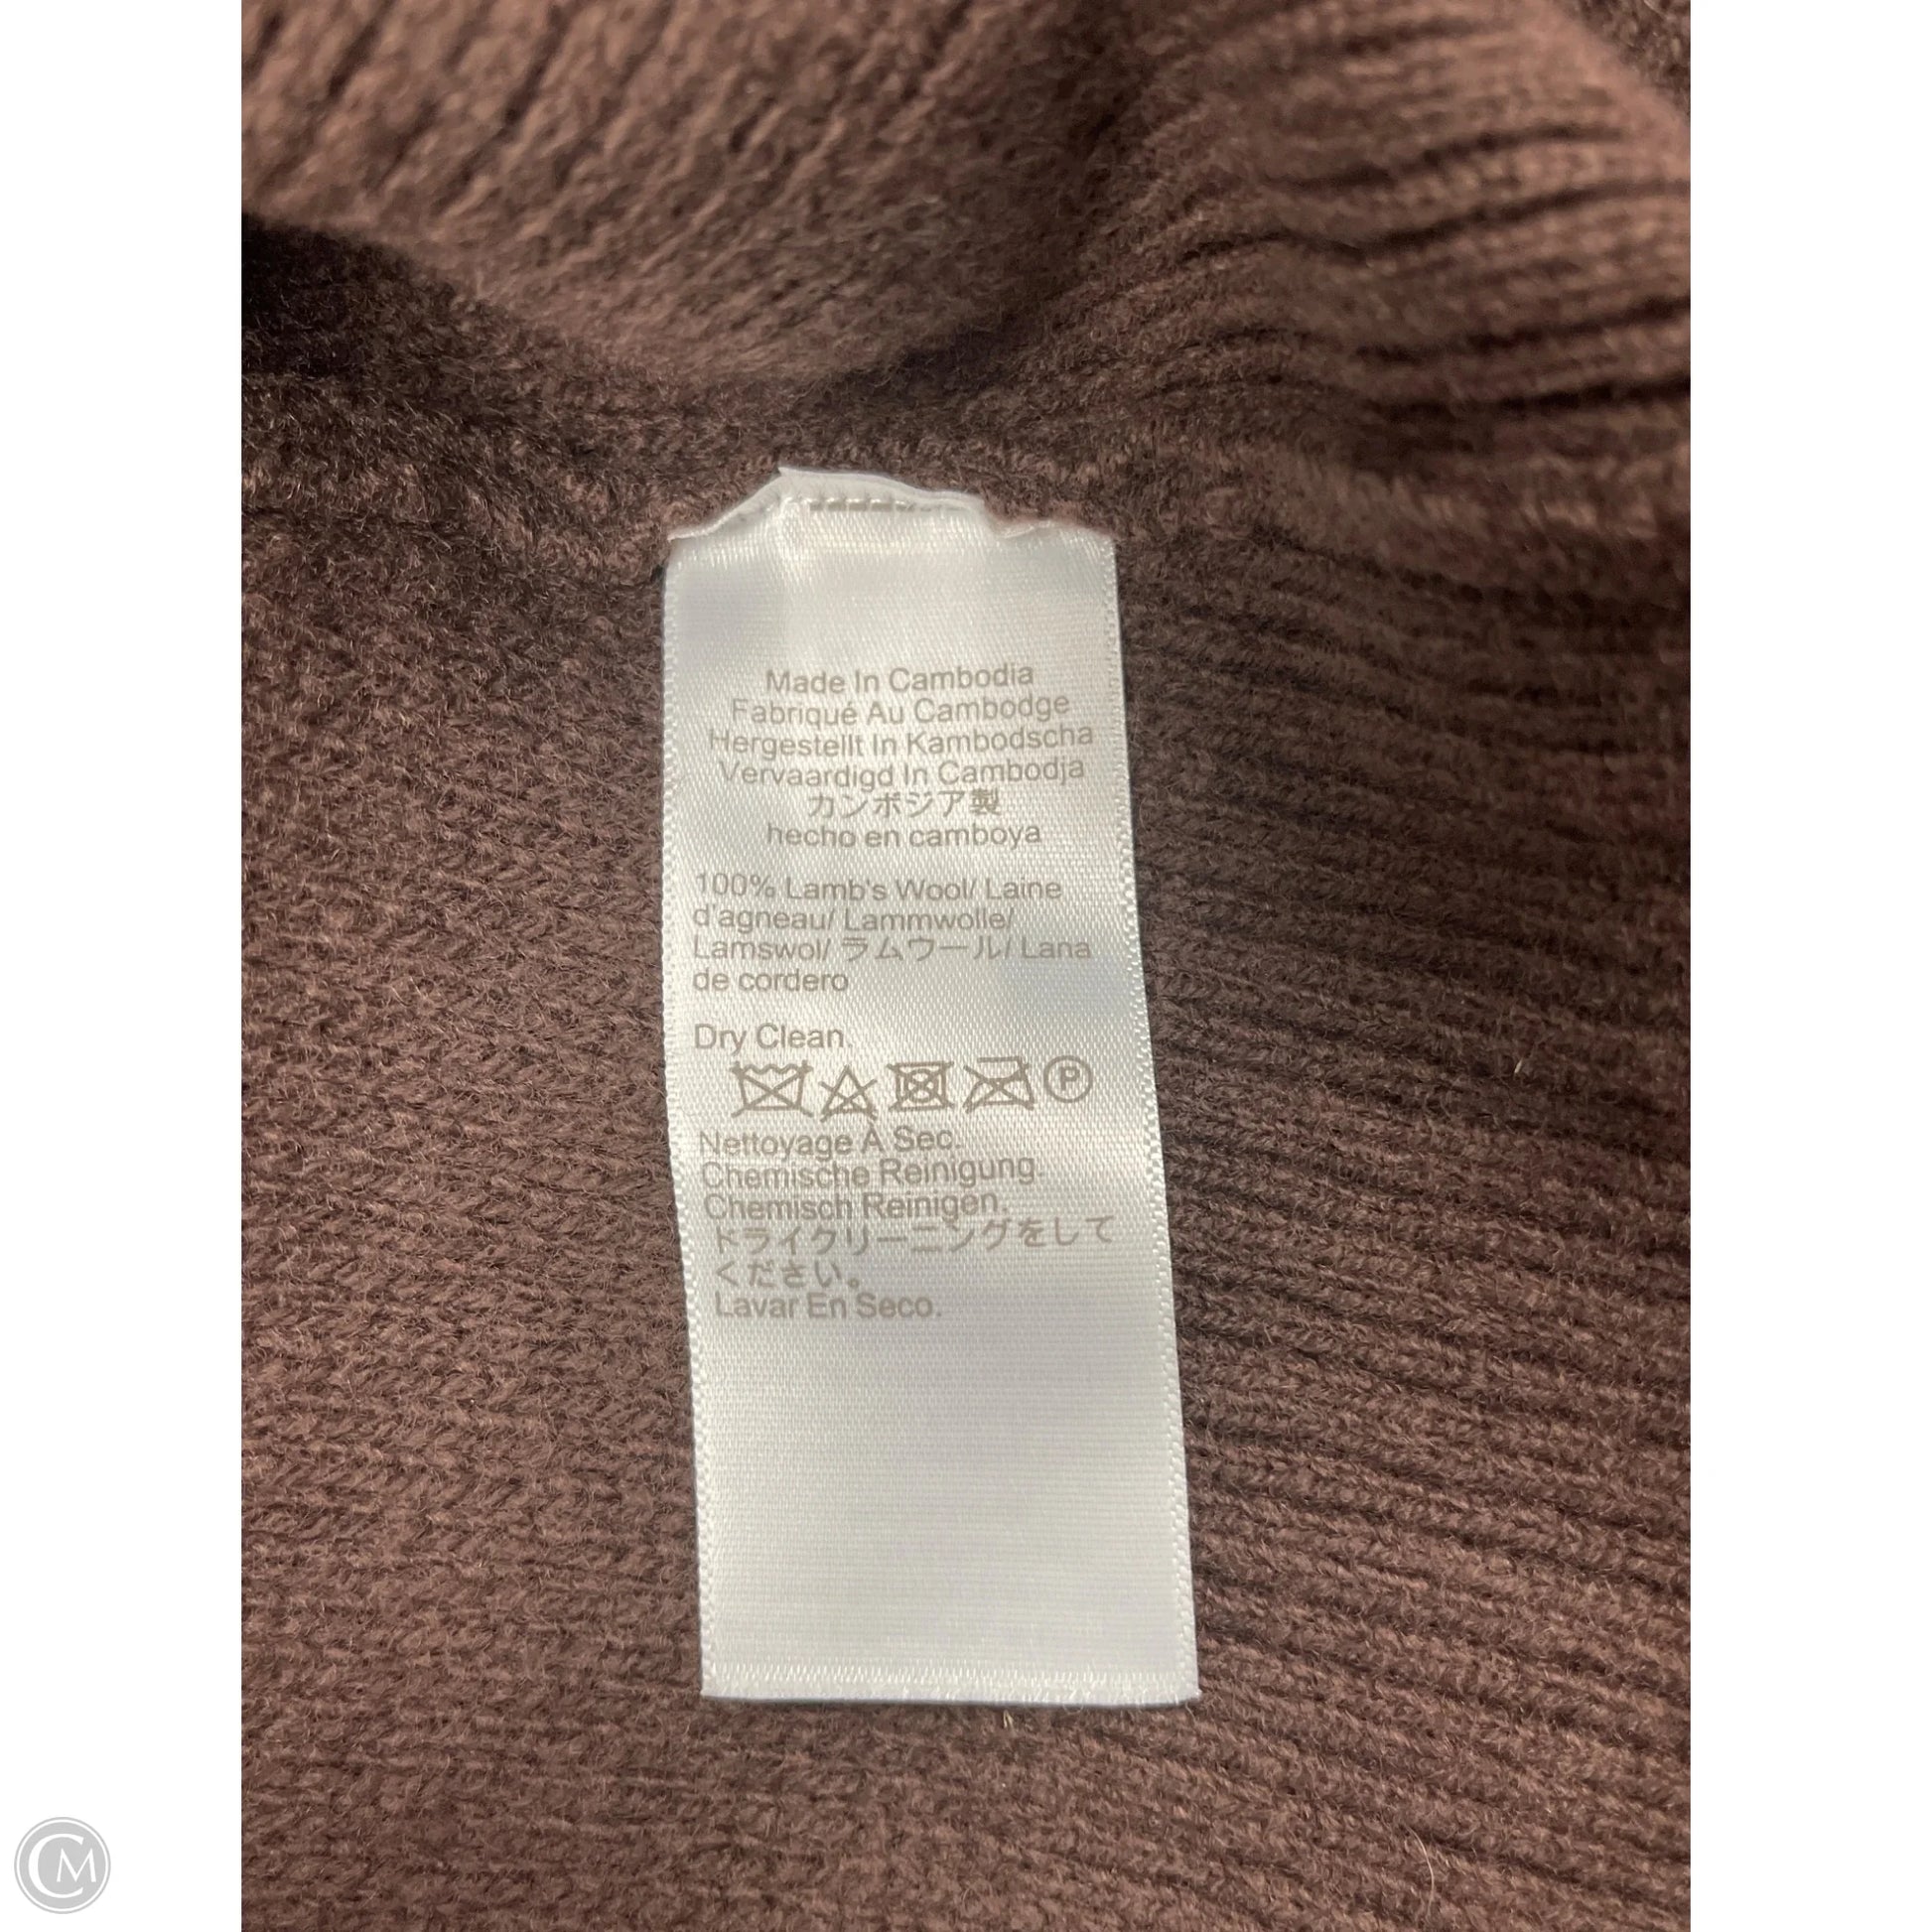 Made In Cambodia
Fabriqué Au Cambodge
Hergestellt In Kambodscha
Vervaardigd In Cambodja
カンボジア製
hecho en camboya
100% Lamb's Wool/ Laine
d'agneau/ Lammwolle/
Lamswol/ ラムウール/ Lana
de cordero
Dry Clean.
P
Nettoyage À Sec.
Chemische Reinigung.
Chemisch Reinigen.
ドライクリーニングをして
ください。
Lavar En Seco.
CM